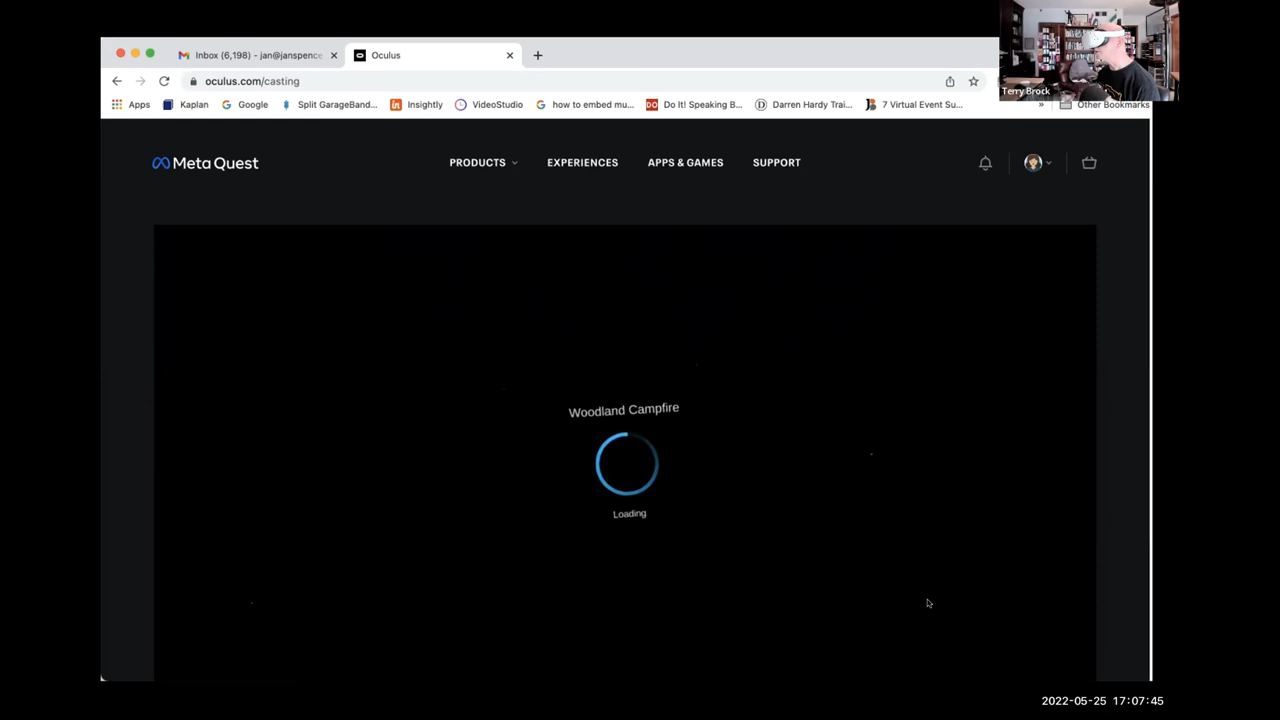 Inbox (6,198) - jan@janspence
Oculus
oculus.com/casting
Terry Brock
Apps
Kaplan
Google
Split GarageBand...
Insightly
VideoStudio
how to embed mu...
Do It! Speaking B...
Darren Hardy Trai...
7 Virtual Event Su...
»
Other Bookmarks
Meta Quest
PRODUCTS
EXPERIENCES
APPS & GAMES
SUPPORT
Woodland Campfire
Loading
2022-05-25 17:07:45